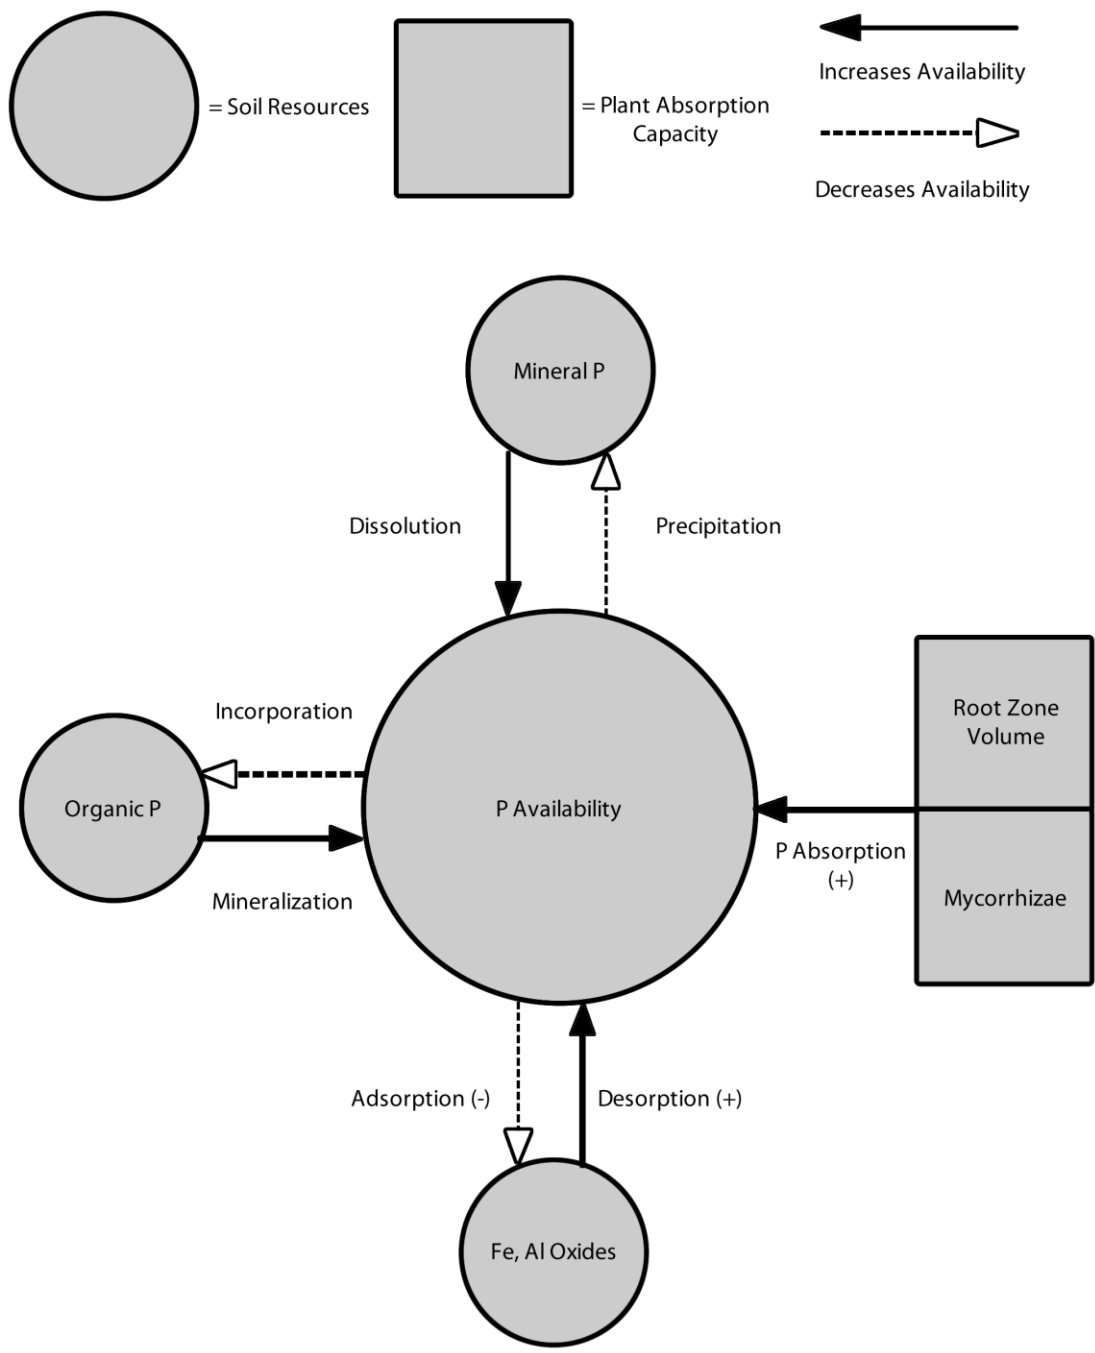 = Soil Resources
= Plant Absorption
Capacity
Increases Availability
Decreases Availability
Mineral P
Dissolution
Precipitation
Incorporation
Organic P
Mineralization
P Availability
Root Zone
Volume
P Absorption
(+)
Mycorrhizae
Adsorption (-)
Desorption (+)
Fe, Al Oxides